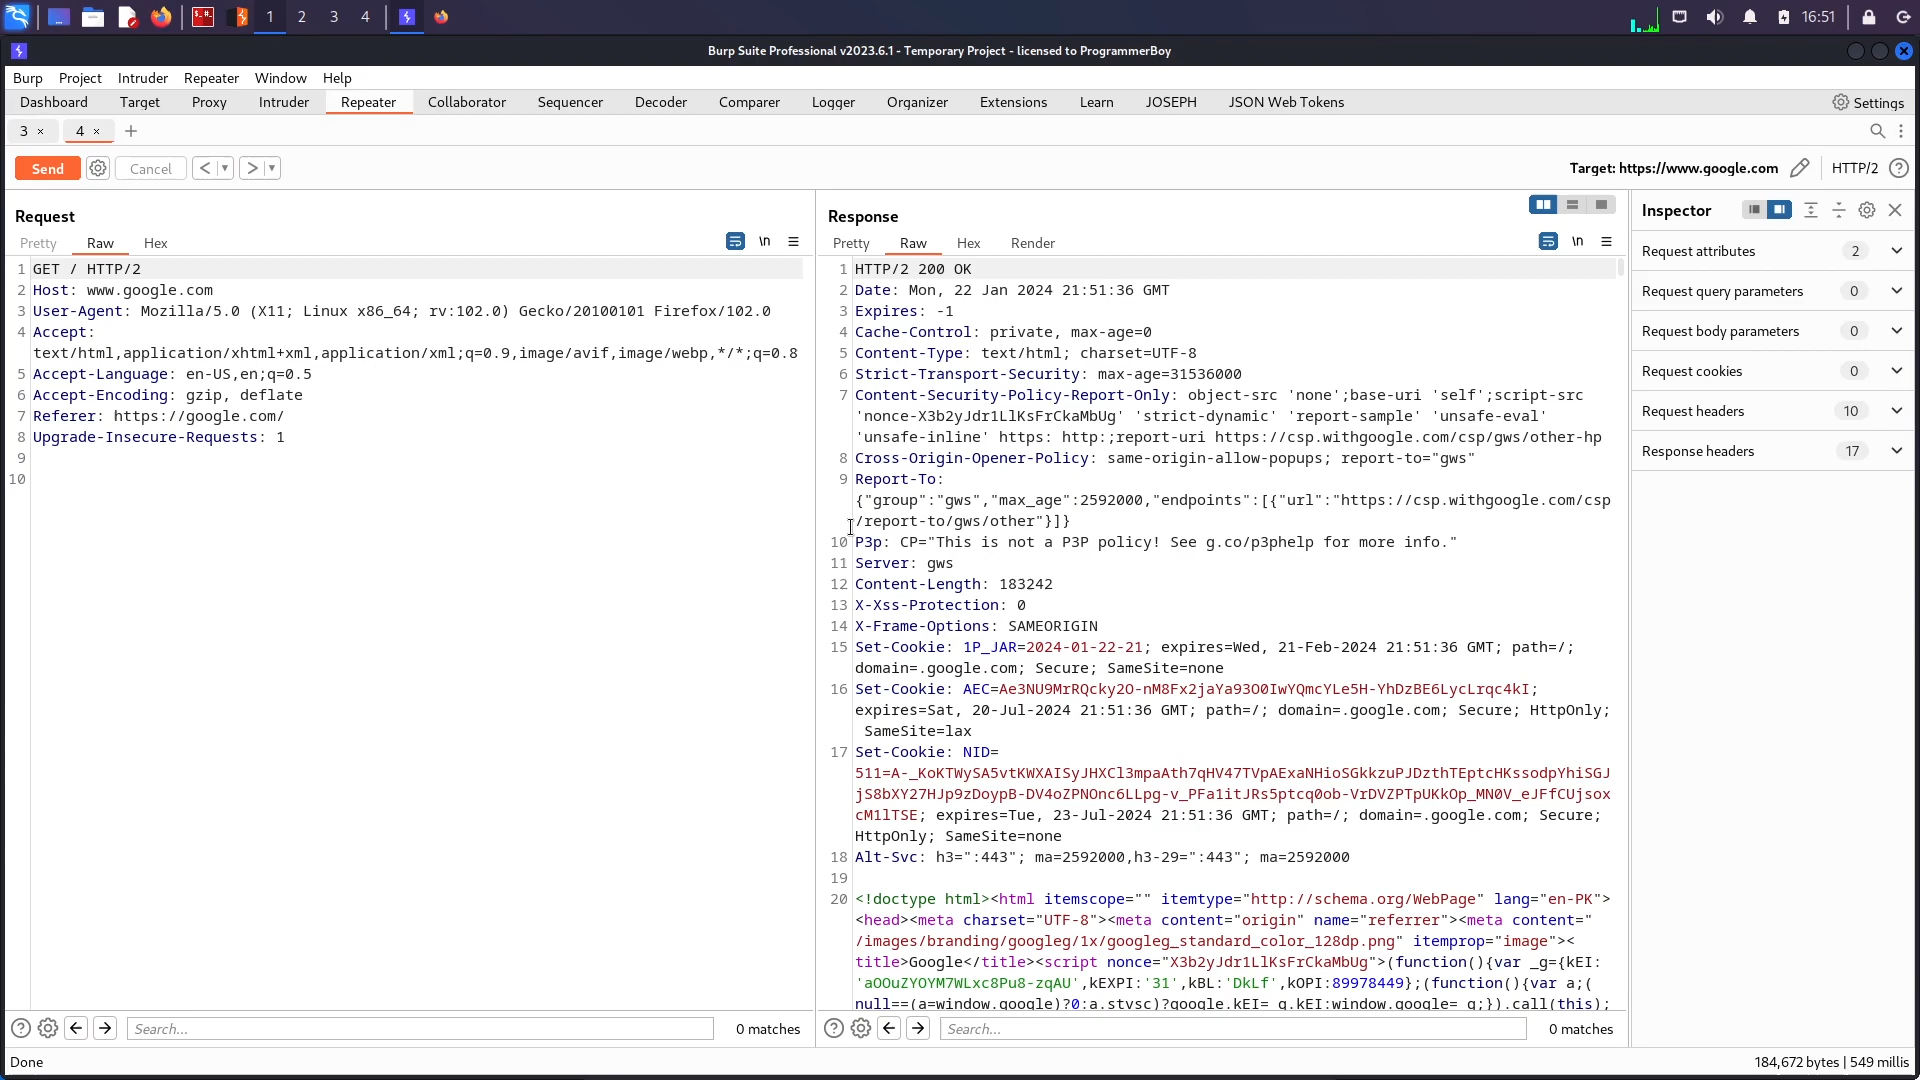 1 2 3 4 16:51
Burp Suite Professional v2023.6.1 - Temporary Project - licensed to ProgrammerBoy
Burp Project Intruder Repeater Window Help
Dashboard Target Proxy Intruder Repeater Collaborator Sequencer Decoder Comparer Logger Organizer Extensions Learn JOSEPH JSON Web Tokens Settings
3 × 4 × +
Send Cancel < > Target: https://www.google.com HTTP/2 ?
Request
Pretty Raw Hex \n
1 GET / HTTP/2
2 Host: www.google.com
3 User-Agent: Mozilla/5.0 (X11; Linux x86_64; rv:102.0) Gecko/20100101 Firefox/102.0
4 Accept:
text/html,application/xhtml+xml,application/xml;q=0.9,image/avif,image/webp,*/*;q=0.8
5 Accept-Language: en-US,en;q=0.5
6 Accept-Encoding: gzip, deflate
7 Referer: https://google.com/
8 Upgrade-Insecure-Requests: 1
9
10
Search... 0 matches
Response
Pretty Raw Hex Render \n
1 HTTP/2 200 OK
2 Date: Mon, 22 Jan 2024 21:51:36 GMT
3 Expires: -1
4 Cache-Control: private, max-age=0
5 Content-Type: text/html; charset=UTF-8
6 Strict-Transport-Security: max-age=31536000
7 Content-Security-Policy-Report-Only: object-src 'none';base-uri 'self';script-src
'nonce-X3b2yJdr1LlKsFrCkaMbUg' 'strict-dynamic' 'report-sample' 'unsafe-eval'
'unsafe-inline' https: http:;report-uri https://csp.withgoogle.com/csp/gws/other-hp
8 Cross-Origin-Opener-Policy: same-origin-allow-popups; report-to="gws"
9 Report-To:
{"group":"gws","max_age":2592000,"endpoints":[{"url":"https://csp.withgoogle.com/csp
/report-to/gws/other"}]}
10 P3p: CP="This is not a P3P policy! See g.co/p3phelp for more info."
11 Server: gws
12 Content-Length: 183242
13 X-Xss-Protection: 0
14 X-Frame-Options: SAMEORIGIN
15 Set-Cookie: 1P_JAR=2024-01-22-21; expires=Wed, 21-Feb-2024 21:51:36 GMT; path=/;
domain=.google.com; Secure; SameSite=none
16 Set-Cookie: AEC=Ae3NU9MrRQcky2O-nM8Fx2jaYa93O0IwYQmcYLe5H-YhDzBE6LycLrqc4kI;
expires=Sat, 20-Jul-2024 21:51:36 GMT; path=/; domain=.google.com; Secure; HttpOnly;
SameSite=lax
17 Set-Cookie: NID=
511=A-_KoKTWySA5vtKWXAISyJHXCl3mpaAth7qHV47TVpAExaNHioSGkkzuPJDzthTEptcHKssodpYhiSGJ
jS8bXY27HJp9zDoypB-DV4oZPNOnc6LLpg-v_PFa1itJRs5ptcq0ob-VrDVZPTpUKkOp_MN0V_eJFfCUjsox
cM1lTSE; expires=Tue, 23-Jul-2024 21:51:36 GMT; path=/; domain=.google.com; Secure;
HttpOnly; SameSite=none
18 Alt-Svc: h3=":443"; ma=2592000,h3-29=":443"; ma=2592000
19
20 <!doctype html><html itemscope="" itemtype="http://schema.org/WebPage" lang="en-PK">
<head><meta charset="UTF-8"><meta content="origin" name="referrer"><meta content="
/images/branding/googleg/1x/googleg_standard_color_128dp.png" itemprop="image"><
title>Google</title><script nonce="X3b2yJdr1LlKsFrCkaMbUg">(function(){var _g={kEI:
'aOOuZYOYM7WLxc8Pu8-zqAU',kEXPI:'31',kBL:'DkLf',kOPI:89978449};(function(){var a;(
null==(a=window.google)?0:a.stvsc)?google.kEI=_g.kEI:window.google=_g;}).call(this);
Search... 0 matches
Inspector
Request attributes 2
Request query parameters 0
Request body parameters 0
Request cookies 0
Request headers 10
Response headers 17
Done 184,672 bytes | 549 millis